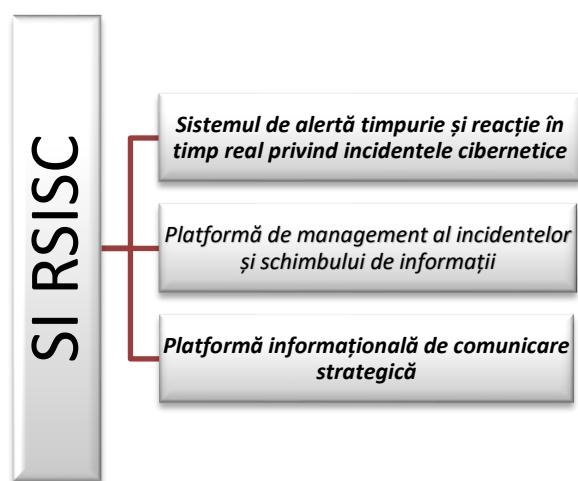 SI RSISC
Sistemul de alertă timpurie și reacție în
timp real privind incidentele cibernetice
Platformă de management al incidentelor
și schimbului de informații
Platformă informațională de comunicare
strategică